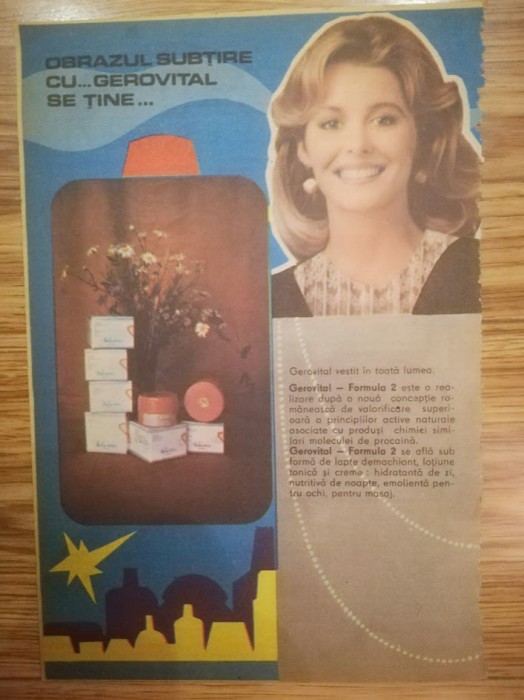 OBRAZUL SUBȚIRE
CU...GEROVITAL
SE ȚINE...
Gerovital vestit în toată lumea.
Gerovital — Formula 2 este o rea-
lizare după o nouă concepție ro-
mânească de valorificare superi-
oară a principiilor active naturale
asociate cu produși chimiei simi-
lari moleculei de procaină.
Gerovital — Formula 2 se află sub
formă de lapte demachiant, loțiune
tonică și creme : hidratantă de zi,
nutritivă de noapte, emolientă pen-
tru ochi, pentru masaj.